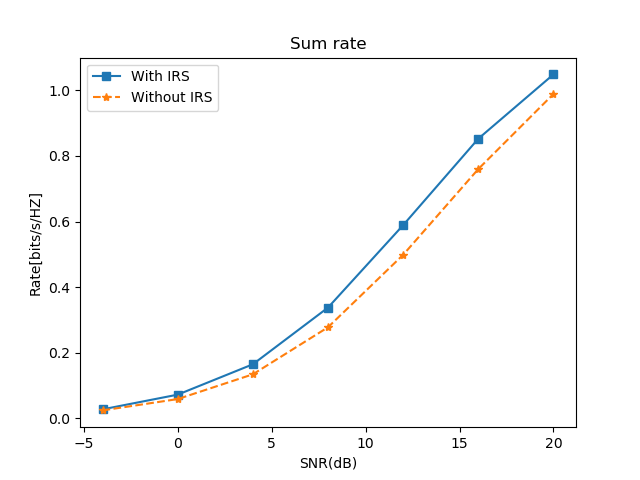 Sum rate
With IRS
Without IRS
1.0
0.8
0.6
0.4
0.2
0.0
Rate[bits/s/HZ]
−5 0 5 10 15 20
SNR(dB)